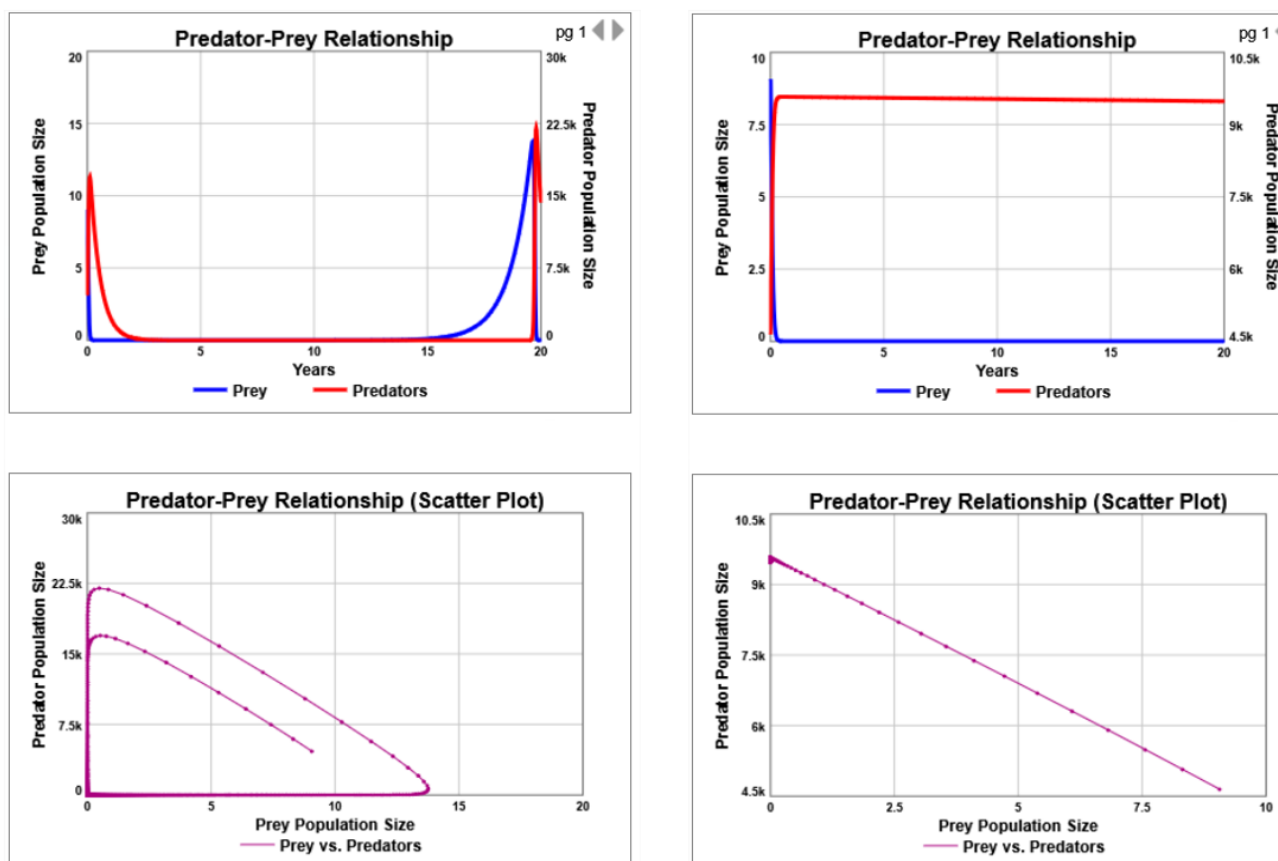 pg 1
Predator-Prey Relationship
20
15
10
5
0
Prey Population Size
30k
22.5k
15k
7.5k
0
Predator Population Size
0 5 10 15 20
Years
Prey Predators
pg 1
Predator-Prey Relationship
10
7.5
5
2.5
0
Prey Population Size
10.5k
9k
7.5k
6k
4.5k
Predator Population Size
0 5 10 15 20
Years
Prey Predators
Predator-Prey Relationship (Scatter Plot)
30k
22.5k
15k
7.5k
0
Predator Population Size
0 5 10 15 20
Prey Population Size
Prey vs. Predators
Predator-Prey Relationship (Scatter Plot)
10.5k
9k
7.5k
6k
4.5k
Predator Population Size
0 2.5 5 7.5 10
Prey Population Size
Prey vs. Predators